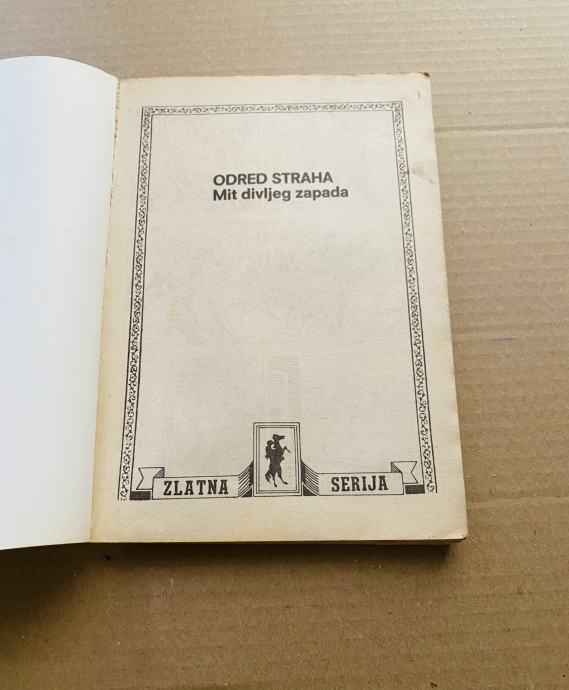 ODRED STRAHA
Mit divljeg zapada
ZLATNA SERIJA